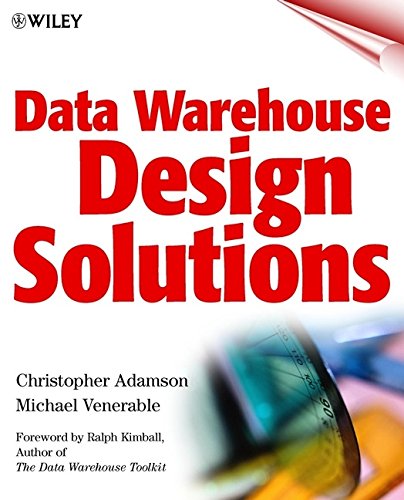 WILEY
Data Warehouse
Design
Solutions
Christopher Adamson
Michael Venerable
Foreword by Ralph Kimball,
Author of
The Data Warehouse Toolkit